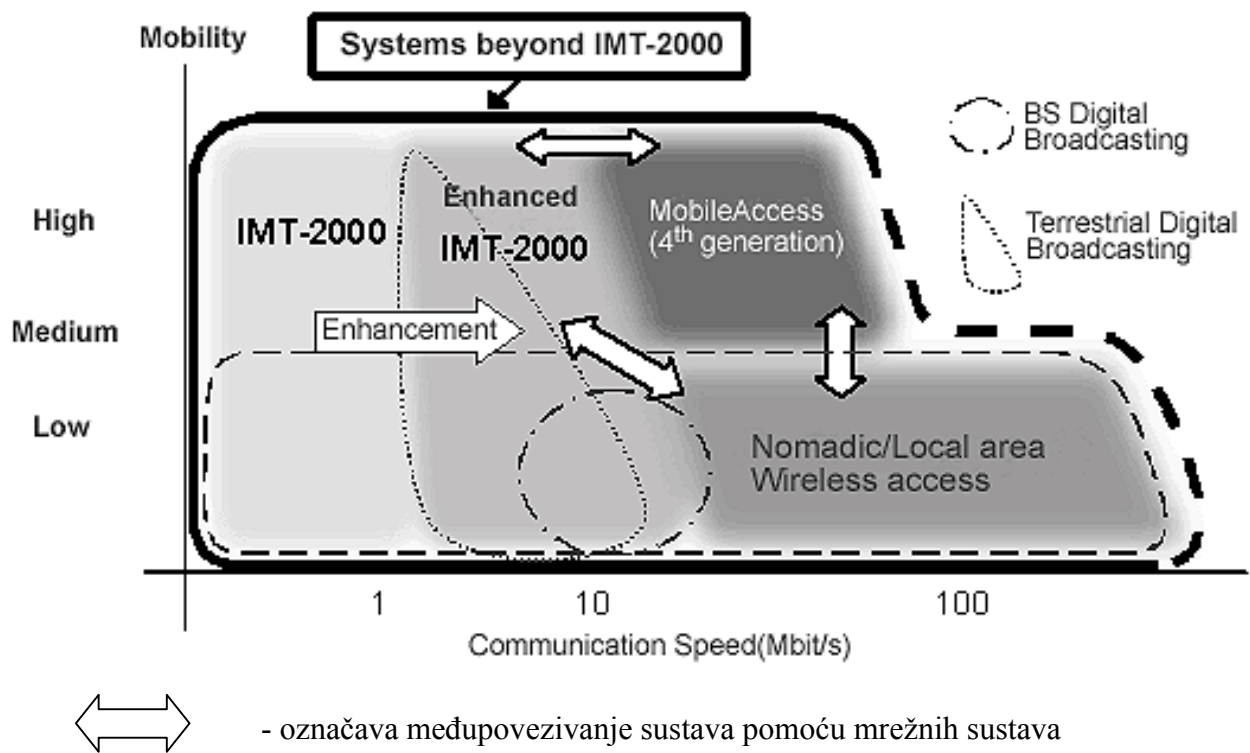 Mobility
Systems beyond IMT-2000
BS Digital
Broadcasting
High
IMT-2000
Enhanced
IMT-2000
MobileAccess
(4th generation)
Terrestrial Digital
Broadcasting
Medium
Enhancement
Low
Nomadic/Local area
Wireless access
1 10 100
Communication Speed(Mbit/s)
- označava međupovezivanje sustava pomoću mrežnih sustava